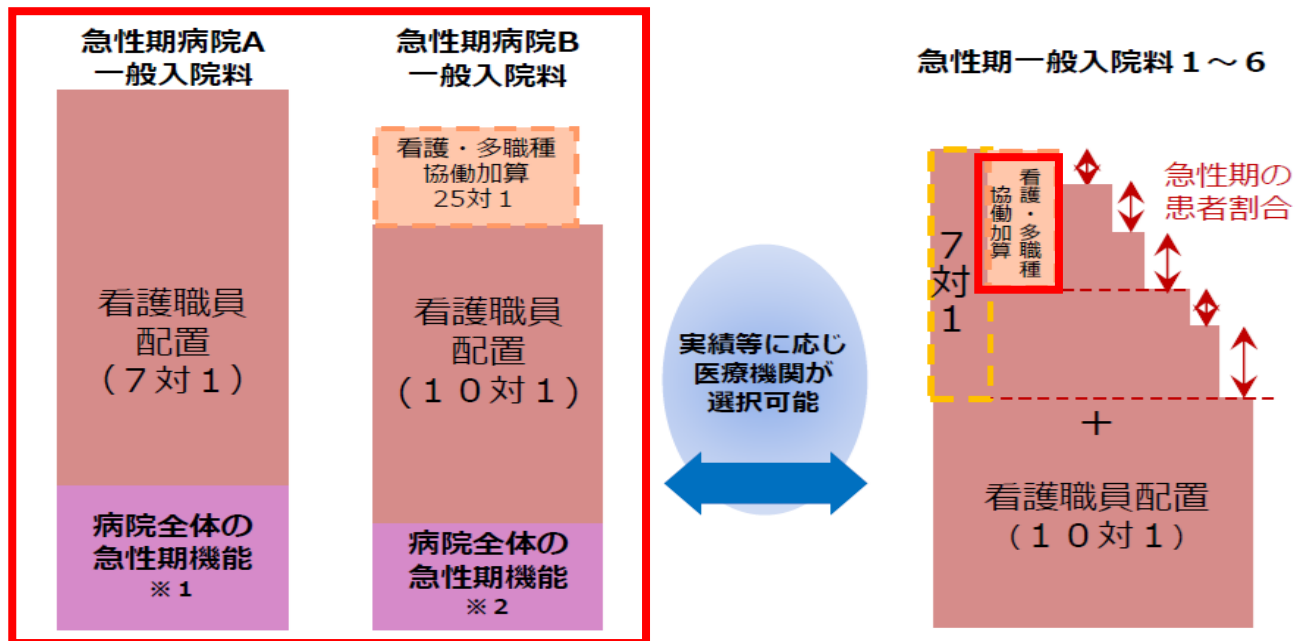 急性期病院A
一般入院料
看護職員
配置
（７対１）
病院全体の
急性期機能
※１
急性期病院B
一般入院料
看護・多職種
協働加算
25対１
看護職員
配置
（１０対１）
病院全体の
急性期機能
※２
実績等に応じ
医療機関が
選択可能
急性期一般入院料１～６
７対１
看護・多職種
協働加算
急性期の
患者割合
＋
看護職員配置
（１０対１）